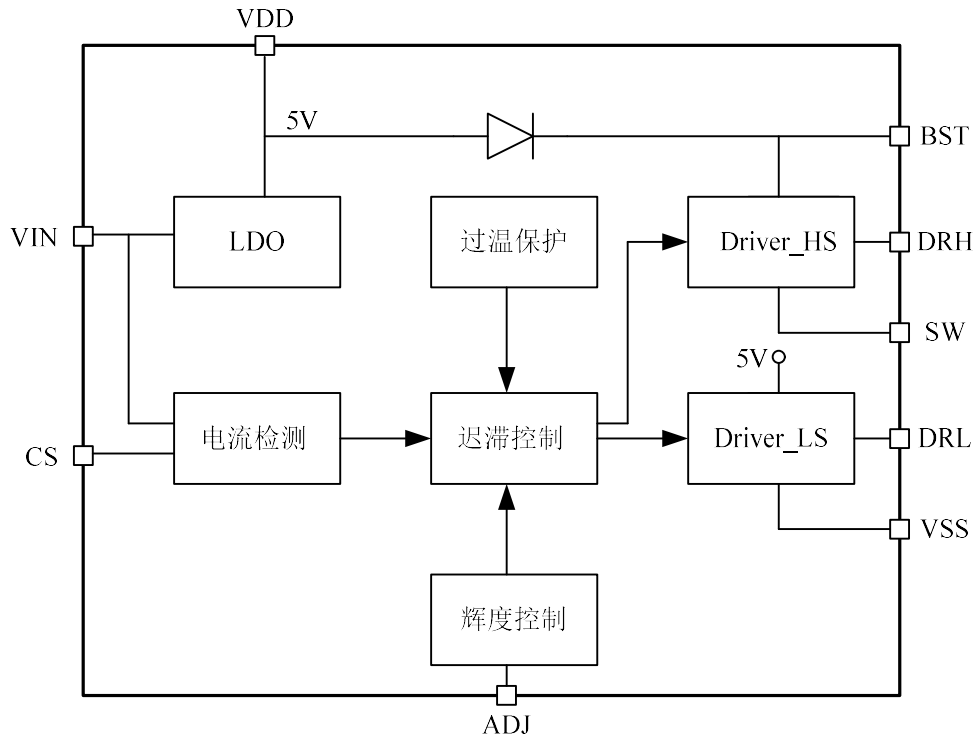 VDD
5V
BST
VIN
LDO
过温保护
Driver_HS
DRH
SW
5V
CS
电流检测
迟滞控制
Driver_LS
DRL
VSS
辉度控制
ADJ